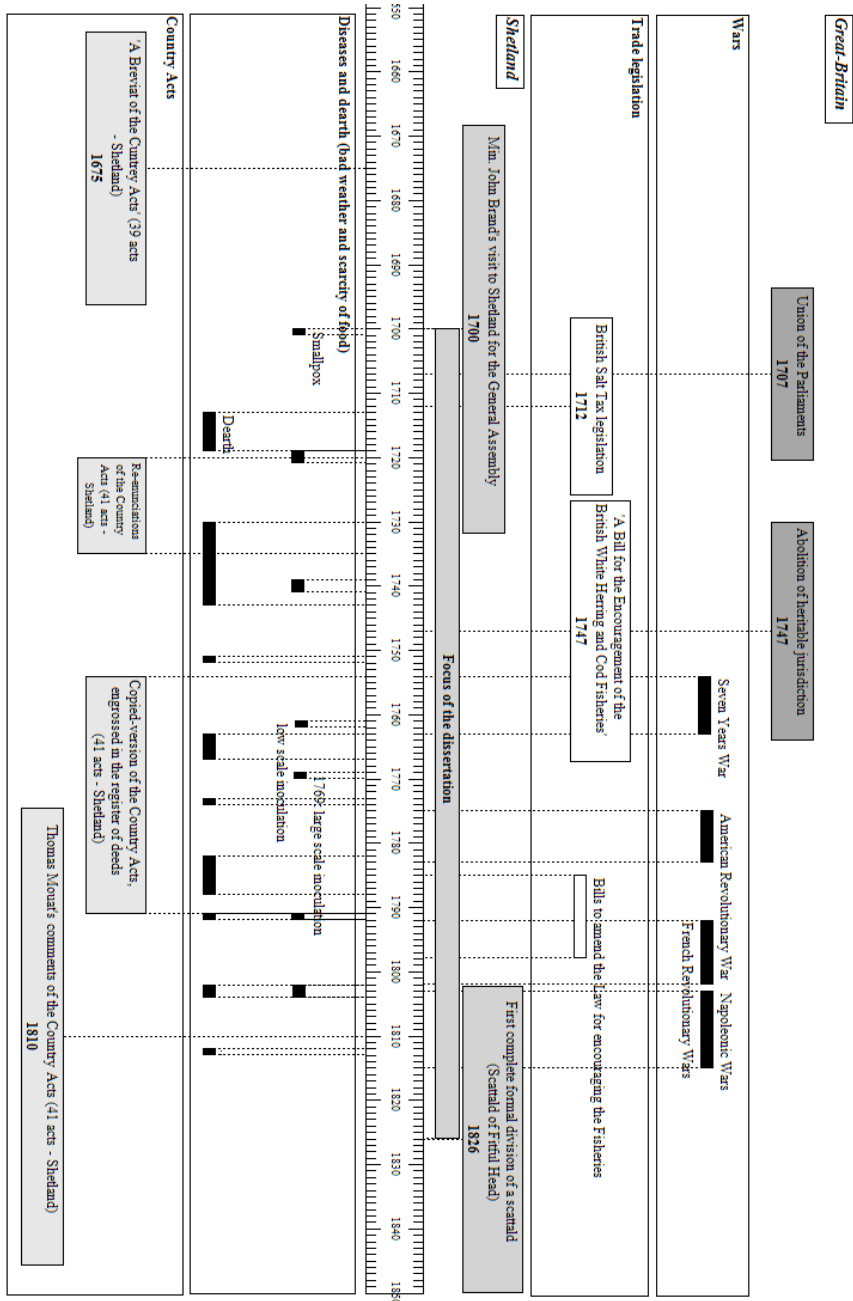 Great-Britain
Union of the Parliaments
1707
Abolition of heritable jurisdiction
1747
Wars
Seven Years War
American Revolutionary War
French Revolutionary Wars
Napoleonic Wars
Trade legislation
British Salt Tax legislation
1712
'A Bill for the Encouragement of the
British White Herring and Cod Fisheries'
1747
Bills to amend the Law for encouraging the Fisheries
Shetland
Min. John Brand's visit to Shetland for the General Assembly
1700
First complete formal division of a scattald
(Scattald of Fitful Head)
1826
Focus of the dissertation
650 1660 1670 1680 1690 1700 1710 1720 1730 1740 1750 1760 1770 1780 1790 1800 1810 1820 1830 1840 1850
Diseases and dearth (bad weather and scarcity of food)
Smallpox
1769: large scale inoculation
low scale inoculation
Dearth
Country Acts
'A Breviat of the Cuntrey Acts' (39 acts
- Shetland)
1675
Re-enunciations
of the Country
Acts (41 acts -
Shetland)
Copied-version of the Country Acts,
engrossed in the register of deeds
(41 acts - Shetland)
Thomas Mouat's comments of the Country Acts (41 acts - Shetland)
1810